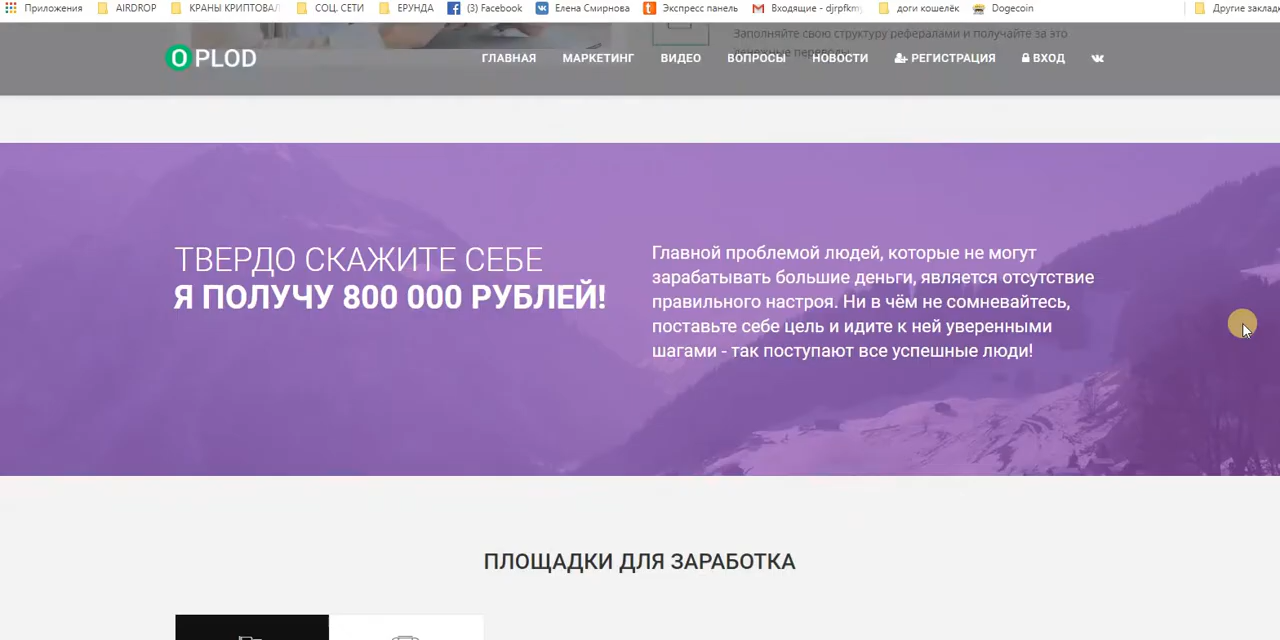 Приложения AIRDROP КРАНЫ КРИПТОВАЛ СОЦ. СЕТИ ЕРУНДА (3) Facebook Елена Смирнова Экспресс панель Входящие - djrpfkmy доги кошелёк Dogecoin Другие заклад
Заполняйте свою структуру рефералами и получайте за это
денежные переводы
OPLOD ГЛАВНАЯ МАРКЕТИНГ ВИДЕО ВОПРОСЫ НОВОСТИ РЕГИСТРАЦИЯ ВХОД
ТВЕРДО СКАЖИТЕ СЕБЕ
Я ПОЛУЧУ 800 000 РУБЛЕЙ!
Главной проблемой людей, которые не могут
зарабатывать большие деньги, является отсутствие
правильного настроя. Ни в чём не сомневайтесь,
поставьте себе цель и идите к ней уверенными
шагами - так поступают все успешные люди!
ПЛОЩАДКИ ДЛЯ ЗАРАБОТКА